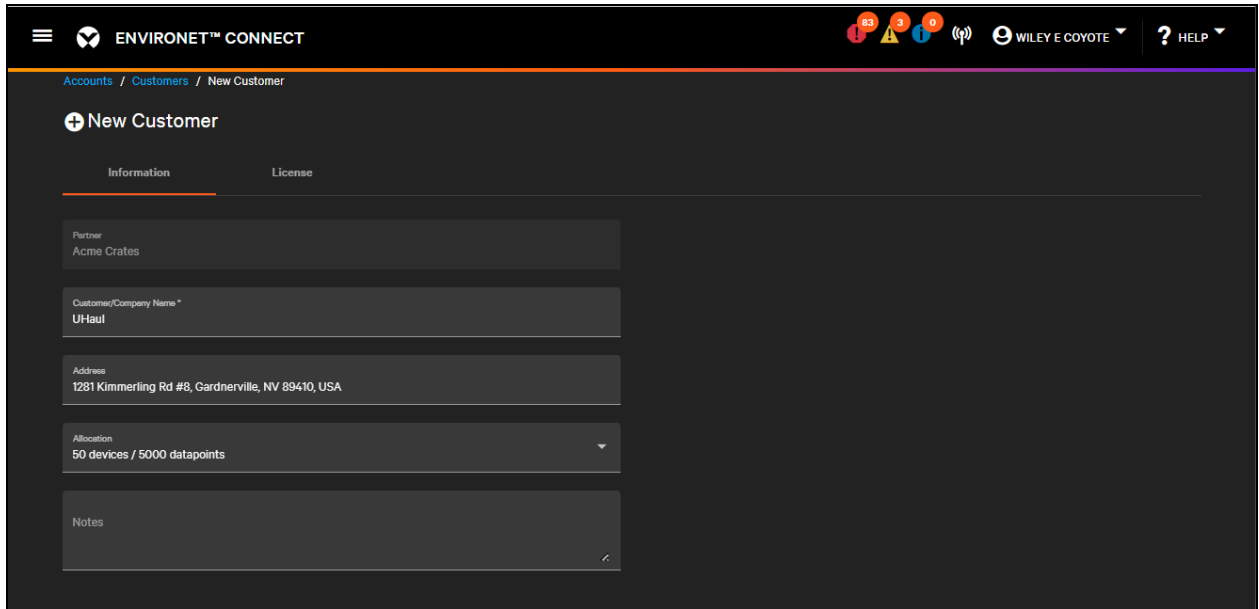 83 3 0
ENVIRONET™ CONNECT WILEY E COYOTE ? HELP
Accounts / Customers / New Customer
New Customer
Information License
Partner
Acme Crates
Customer/Company Name *
UHaul
Address
1281 Kimmerling Rd #8, Gardnerville, NV 89410, USA
Allocation
50 devices / 5000 datapoints
Notes